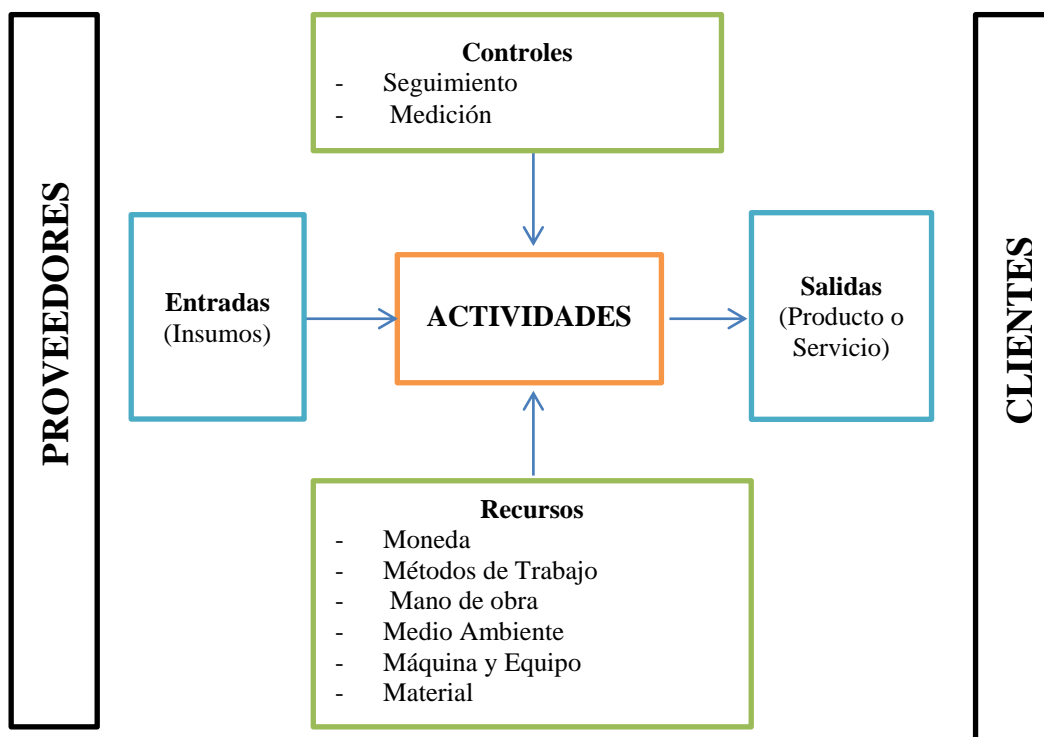 PROVEEDORES
Controles
- Seguimiento
- Medición
Entradas
(Insumos)
ACTIVIDADES
Salidas
(Producto o
Servicio)
Recursos
- Moneda
- Métodos de Trabajo
- Mano de obra
- Medio Ambiente
- Máquina y Equipo
- Material
CLIENTES